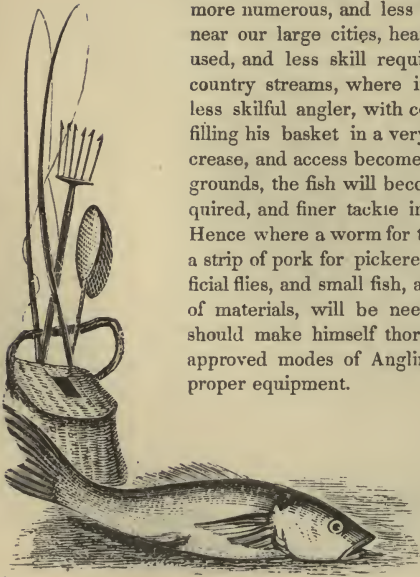 more numerous, and less
near our large cities, hea
used, and less skill requi
country streams, where i
less skilful angler, with c
filling his basket in a very
crease, and access become
grounds, the fish will beco
quired, and finer tackle in
Hence where a worm for t
a strip of pork for pickere
ficial flies, and small fish, a
of materials, will be nee
should make himself thor
approved modes of Anglin
proper equipment.